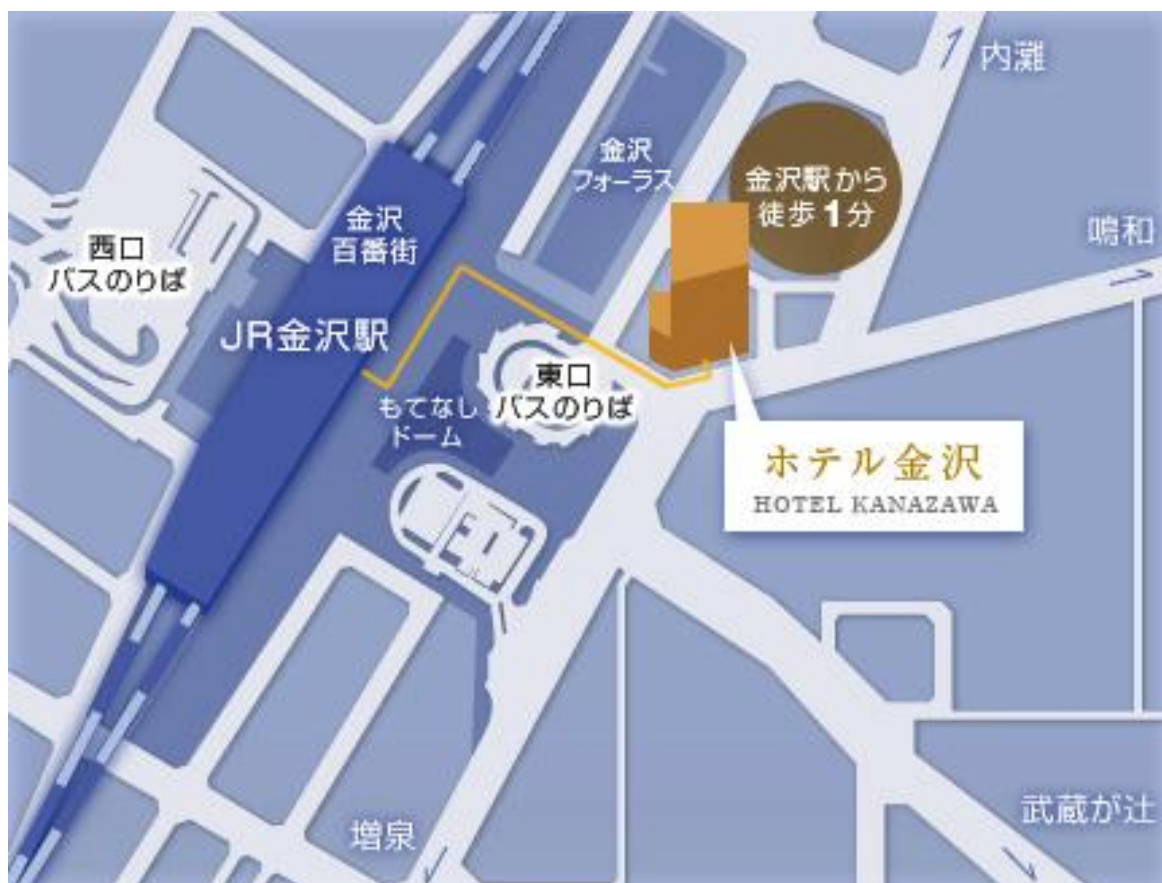 内灘
金沢
フォーラス
金沢駅から
徒歩1分
金沢
百番街
鳴和
西口
バスのりば
JR金沢駅
東口
バスのりば
もてなし
ドーム
ホテル金沢
HOTEL KANAZAWA
武蔵が辻
増泉